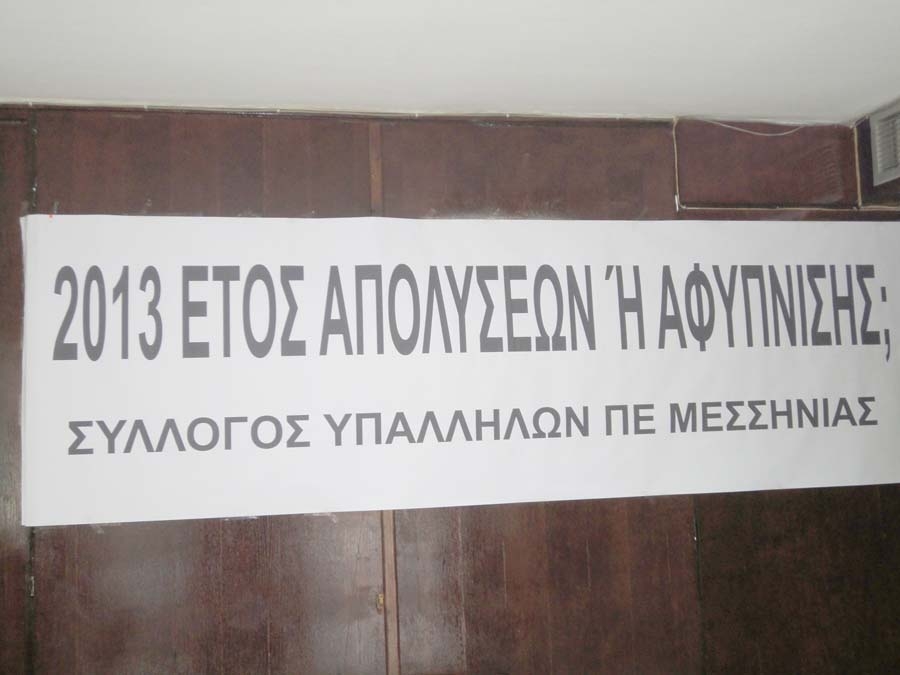 2013 ΕΤΟΣ ΑΠΟΛΥΣΕΩΝ Ή ΑΦΥΠΝΙΣΗΣ;
ΣΥΛΛΟΓΟΣ ΥΠΑΛΛΗΛΩΝ ΠΕ ΜΕΣΣΗΝΙΑΣ